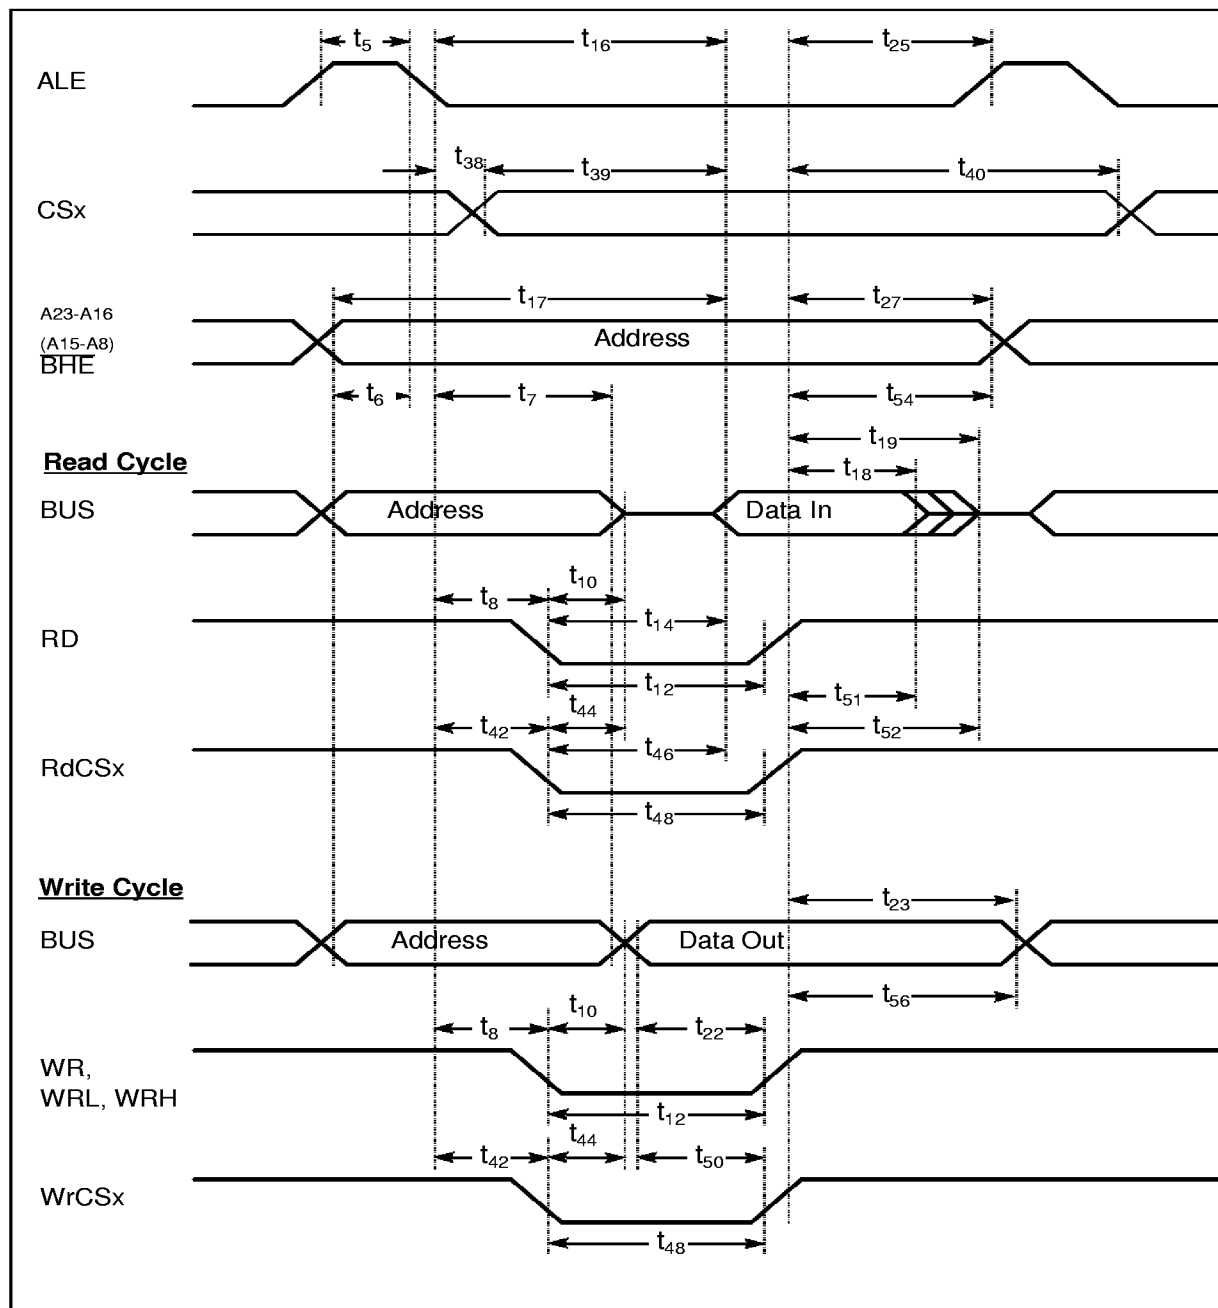 t5 t16 t25
ALE
t38 t39 t40
CSx
t17 t27
A23-A16
(A15-A8)
BHE
Address
t6 t7 t54
t19
Read Cycle
t18
BUS Address Data In
t10
t8 t14
RD
t12 t51
t44
t42 t46 t52
RdCSx
t48
Write Cycle
t23
BUS Address Data Out
t56
t10
t8 t22
WR,
WRL, WRH
t12
t44
t42 t50
WrCSx
t48